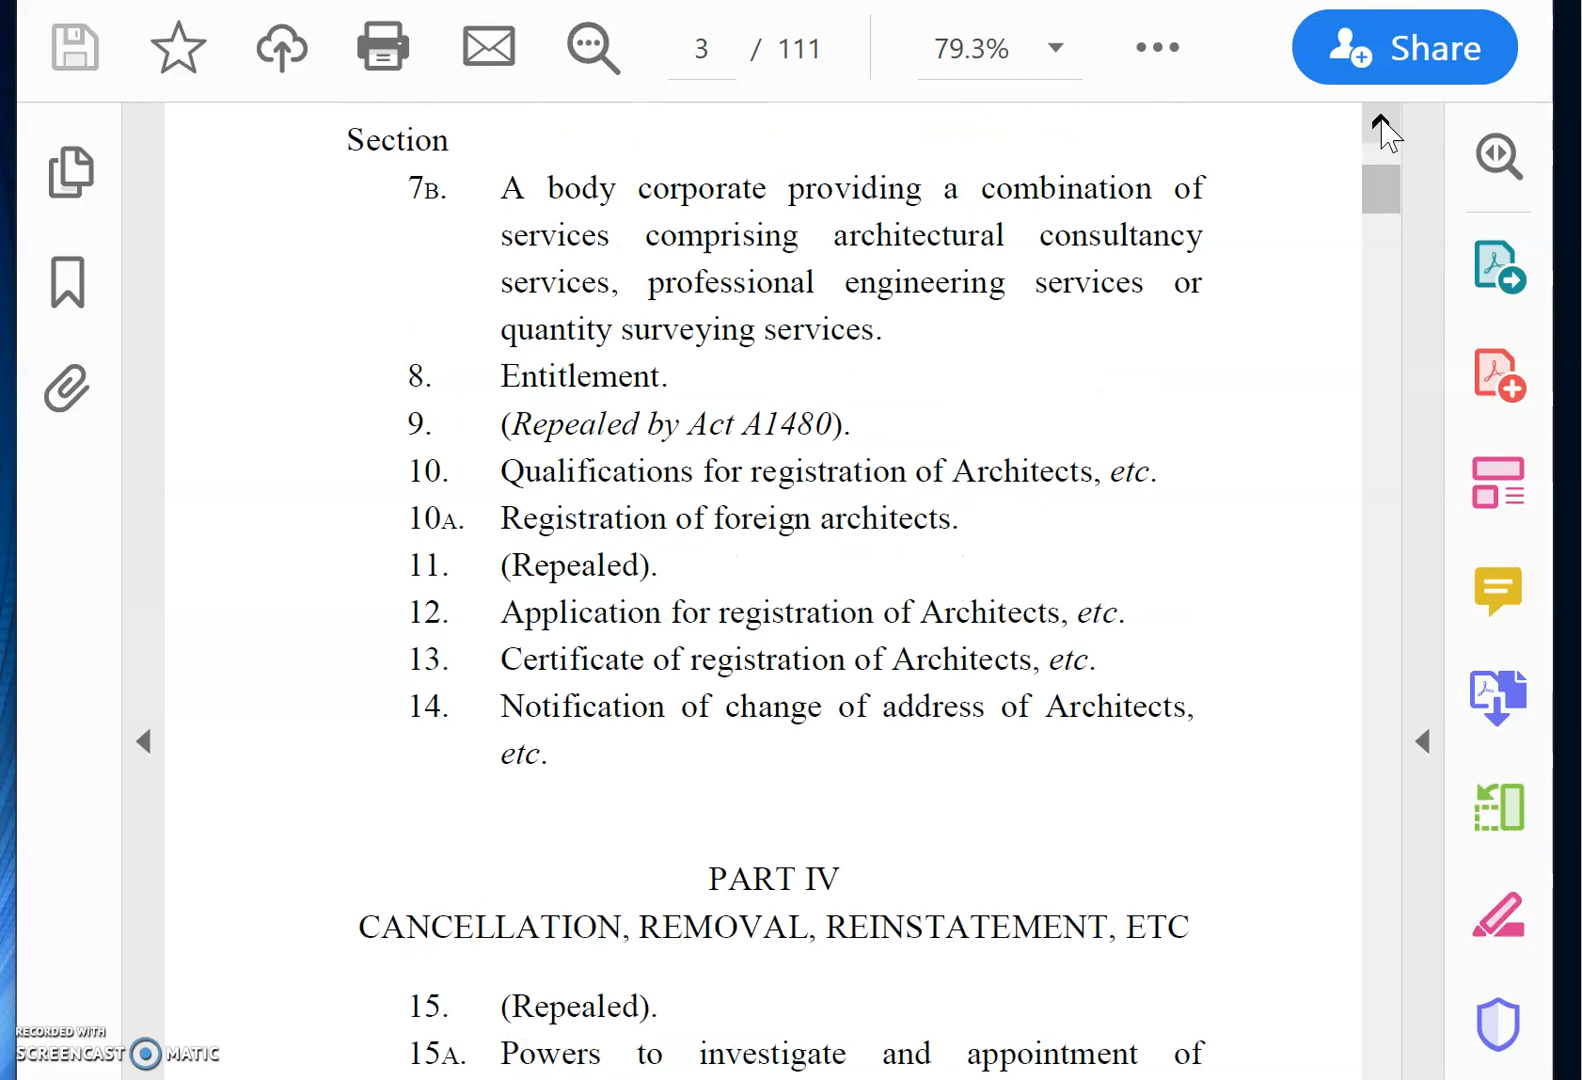 3 / 111 79.3% Share
Section
7B. A body corporate providing a combination of
services comprising architectural consultancy
services, professional engineering services or
quantity surveying services.
8. Entitlement.
9. (Repealed by Act A1480).
10. Qualifications for registration of Architects, etc.
10A. Registration of foreign architects.
11. (Repealed).
12. Application for registration of Architects, etc.
13. Certificate of registration of Architects, etc.
14. Notification of change of address of Architects,
etc.
PART IV
CANCELLATION, REMOVAL, REINSTATEMENT, ETC
15. (Repealed).
15A. Powers to investigate and appointment of
RECORDED WITH
SCREENCAST MATIC